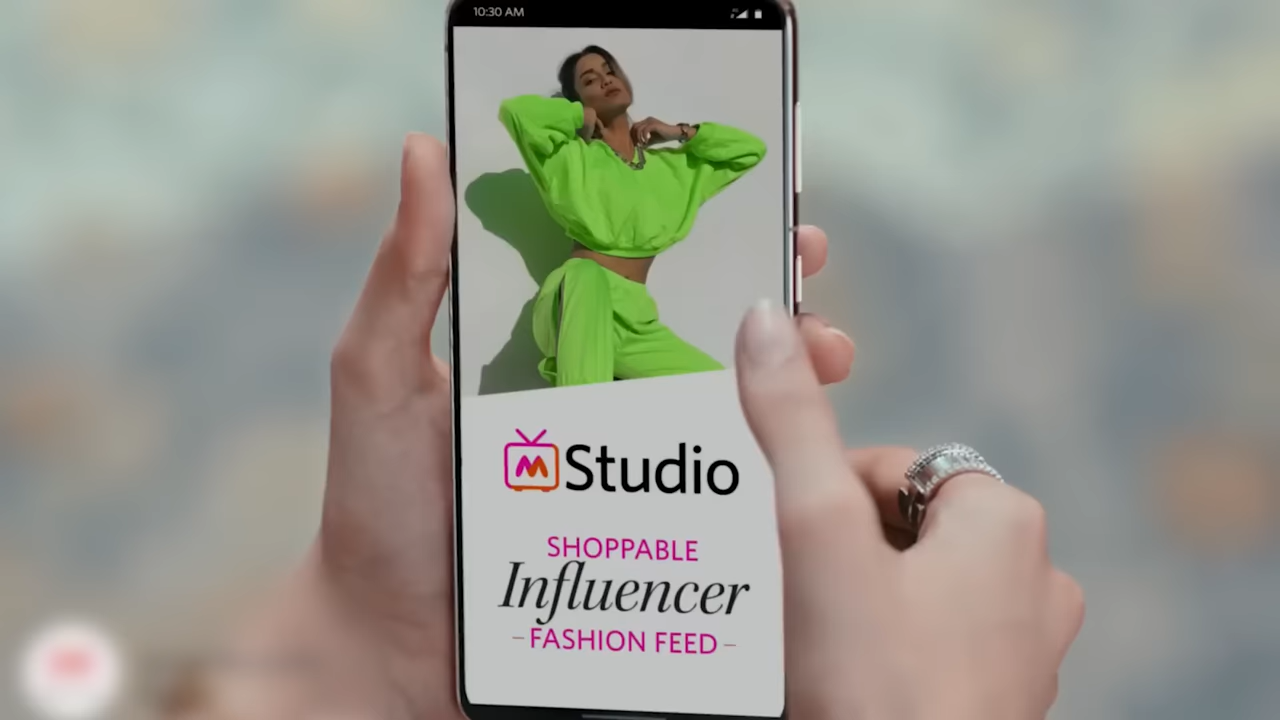 10:30 AM
Studio
SHOPPABLE
Influencer
- FASHION FEED -